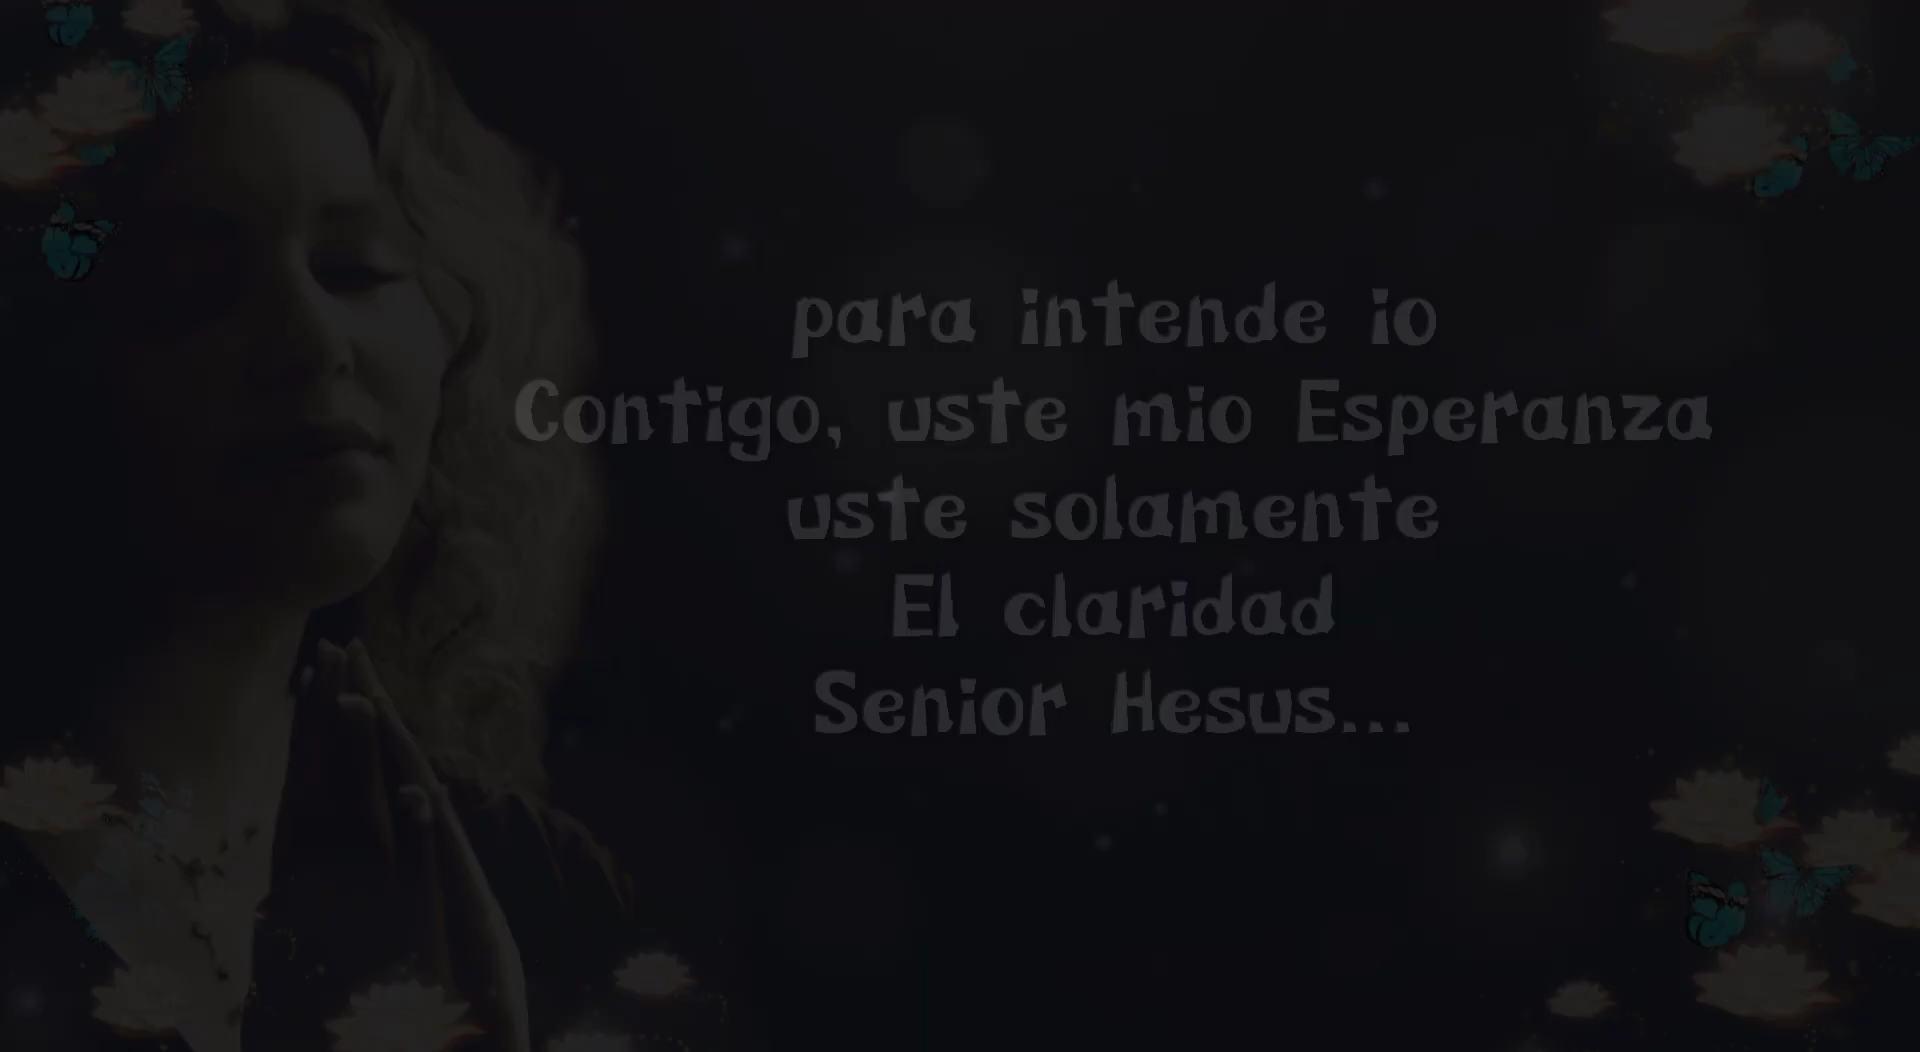 para intende io
Contigo, uste mio Esperanza
uste solamente
El claridad
Senior Hesus...